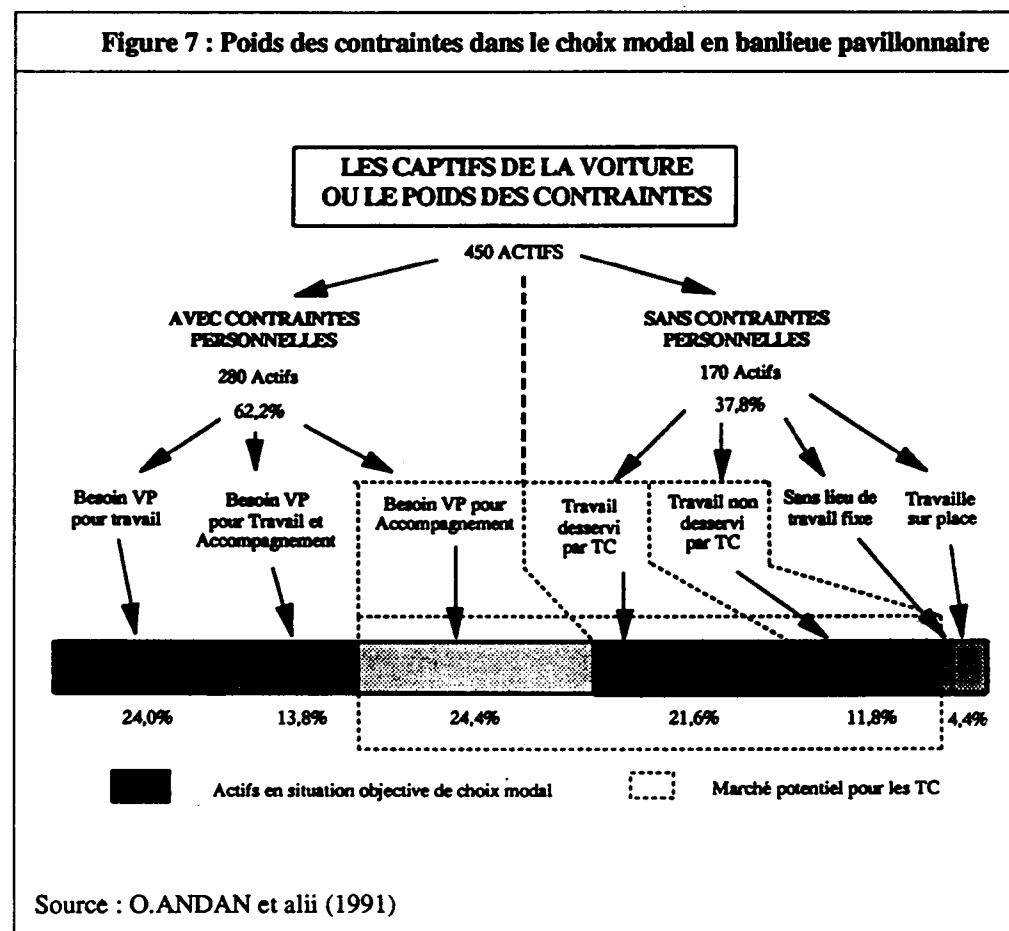 Figure 7 : Poids des contraintes dans le choix modal en banlieue pavillonnaire
LES CAPTIFS DE LA VOITURE
OU LE POIDS DES CONTRAINTES
450 ACTIFS
AVEC CONTRAINTES
PERSONNELLES
280 Actifs
62,2%
SANS CONTRAINTES
PERSONNELLES
170 Actifs
37,8%
Besoin VP
pour travail
Besoin VP
pour Travail et
Accompagnement
Besoin VP pour
Accompagnement
Travail
desservi
par TC
Travail non
desservi
par TC
Sans lieu de
travail fixe
Travaille
sur place
24,0% 13,8% 24,4% 21,6% 11,8% 4,4%
Actifs en situation objective de choix modal
Marché potentiel pour les TC
Source : O.ANDAN et alii (1991)